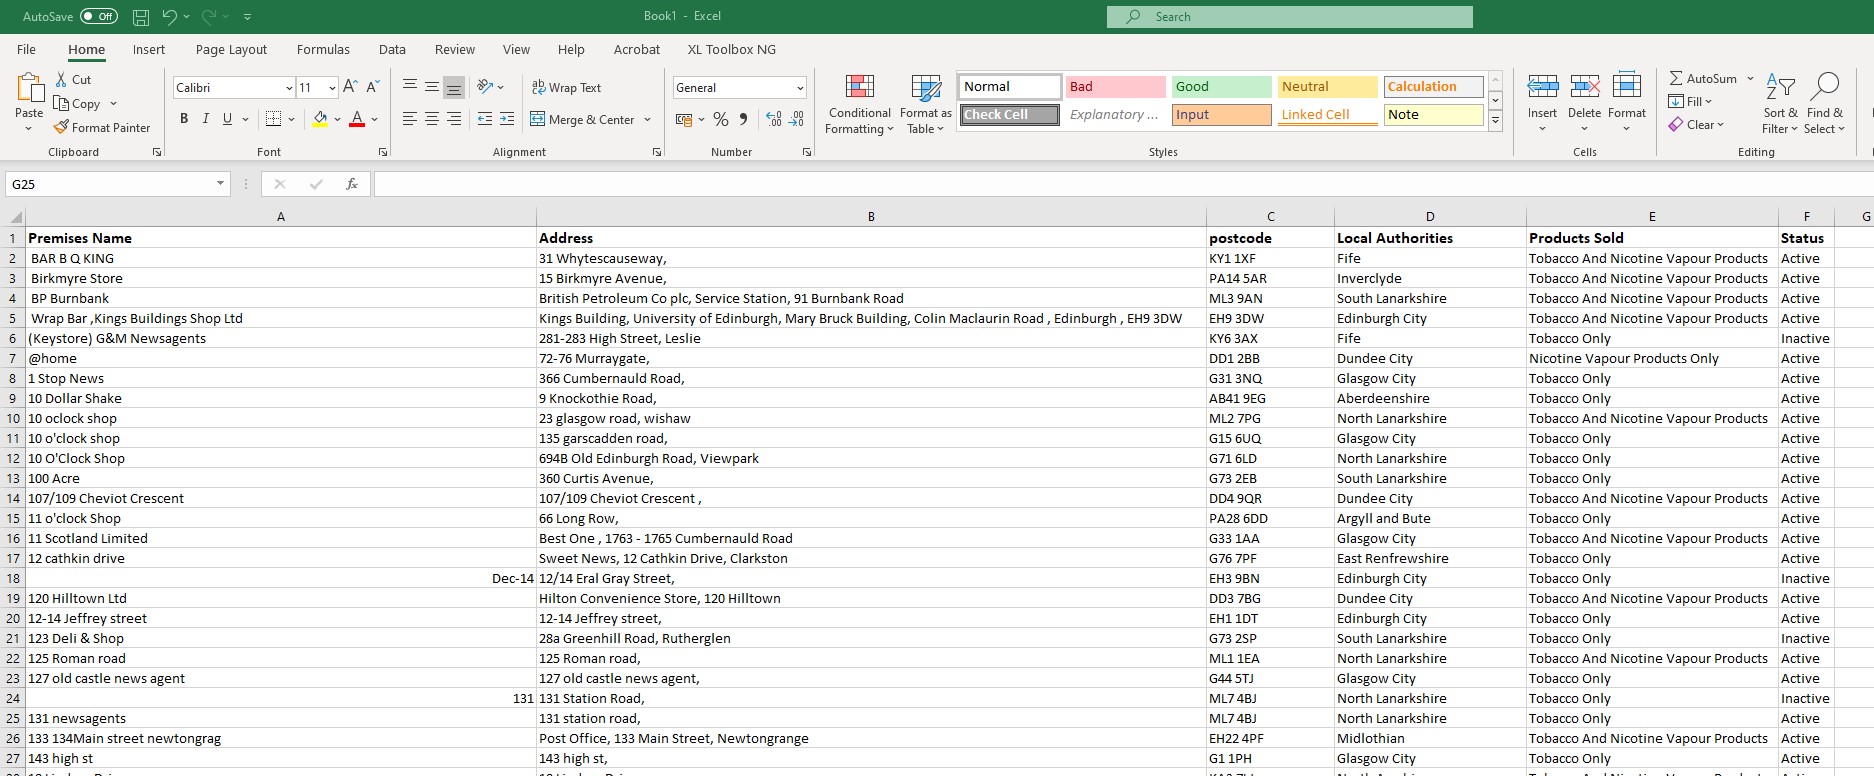 AutoSave Off Book1 - Excel Search
File Home Insert Page Layout Formulas Data Review View Help Acrobat XL Toolbox NG
Paste Cut Copy Format Painter Clipboard
Calibri 11 A A B I U A Font
ab Wrap Text Merge & Center Alignment
General % Number
Conditional Formatting Format as Table Normal Bad Good Neutral Calculation
Check Cell Explanatory ... Input Linked Cell Note Styles
Insert Delete Format Cells
AutoSum Fill Clear Sort & Filter Find & Select Editing
G25 fx
A B C D E F G
1 Premises Name Address postcode Local Authorities Products Sold Status
2 BAR B Q KING 31 Whytescauseway, KY1 1XF Fife Tobacco And Nicotine Vapour Products Active
3 Birkmyre Store 15 Birkmyre Avenue, PA14 5AR Inverclyde Tobacco And Nicotine Vapour Products Active
4 BP Burnbank British Petroleum Co plc, Service Station, 91 Burnbank Road ML3 9AN South Lanarkshire Tobacco And Nicotine Vapour Products Active
5 Wrap Bar ,Kings Buildings Shop Ltd Kings Building, University of Edinburgh, Mary Bruck Building, Colin Maclaurin Road , Edinburgh , EH9 3DW EH9 3DW Edinburgh City Tobacco And Nicotine Vapour Products Active
6 (Keystore) G&M Newsagents 281-283 High Street, Leslie KY6 3AX Fife Tobacco Only Inactive
7 @home 72-76 Murraygate, DD1 2BB Dundee City Nicotine Vapour Products Only Active
8 1 Stop News 366 Cumbernauld Road, G31 3NQ Glasgow City Tobacco Only Active
9 10 Dollar Shake 9 Knockothie Road, AB41 9EG Aberdeenshire Tobacco Only Active
10 10 oclock shop 23 glasgow road, wishaw ML2 7PG North Lanarkshire Tobacco And Nicotine Vapour Products Active
11 10 o'clock shop 135 garscadden road, G15 6UQ Glasgow City Tobacco Only Active
12 10 O'Clock Shop 694B Old Edinburgh Road, Viewpark G71 6LD North Lanarkshire Tobacco Only Active
13 100 Acre 360 Curtis Avenue, G73 2EB South Lanarkshire Tobacco Only Active
14 107/109 Cheviot Crescent 107/109 Cheviot Crescent , DD4 9QR Dundee City Tobacco And Nicotine Vapour Products Active
15 11 o'clock Shop 66 Long Row, PA28 6DD Argyll and Bute Tobacco Only Active
16 11 Scotland Limited Best One , 1763 - 1765 Cumbernauld Road G33 1AA Glasgow City Tobacco And Nicotine Vapour Products Active
17 12 cathkin drive Sweet News, 12 Cathkin Drive, Clarkston G76 7PF East Renfrewshire Tobacco Only Active
18 Dec-14 12/14 Eral Gray Street, EH3 9BN Edinburgh City Tobacco Only Inactive
19 120 Hilltown Ltd Hilton Convenience Store, 120 Hilltown DD3 7BG Dundee City Tobacco And Nicotine Vapour Products Active
20 12-14 Jeffrey street 12-14 Jeffrey street, EH1 1DT Edinburgh City Tobacco Only Active
21 123 Deli & Shop 28a Greenhill Road, Rutherglen G73 2SP South Lanarkshire Tobacco Only Inactive
22 125 Roman road 125 Roman road, ML1 1EA North Lanarkshire Tobacco And Nicotine Vapour Products Active
23 127 old castle news agent 127 old castle news agent, G44 5TJ Glasgow City Tobacco Only Active
24 131 131 Station Road, ML7 4BJ North Lanarkshire Tobacco Only Inactive
25 131 newsagents 131 station road, ML7 4BJ North Lanarkshire Tobacco Only Active
26 133 134Main street newtongrag Post Office, 133 Main Street, Newtongrange EH22 4PF Midlothian Tobacco And Nicotine Vapour Products Active
27 143 high st 143 high st, G1 1PH Glasgow City Tobacco Only Active